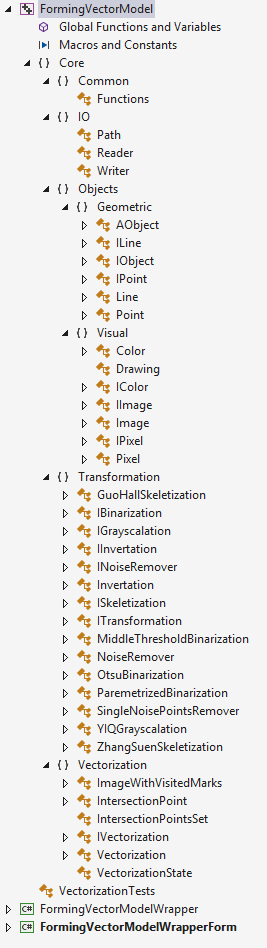 FormingVectorModel
Global Functions and Variables
Macros and Constants
{ } Core
{ } Common
Functions
{ } IO
Path
Reader
Writer
{ } Objects
{ } Geometric
AObject
ILine
IObject
IPoint
Line
Point
{ } Visual
Color
Drawing
IColor
IImage
Image
IPixel
Pixel
{ } Transformation
GuoHallSkeletization
IBinarization
IGrayscalation
IInvertation
INoiseRemover
Invertation
ISkeletization
ITransformation
MiddleThresholdBinarization
NoiseRemover
OtsuBinarization
ParemetrizedBinarization
SingleNoisePointsRemover
YIQGrayscalation
ZhangSuenSkeletization
{ } Vectorization
ImageWithVisitedMarks
IntersectionPoint
IntersectionPointsSet
IVectorization
Vectorization
VectorizationState
VectorizationTests
C# FormingVectorModelWrapper
C# FormingVectorModelWrapperForm